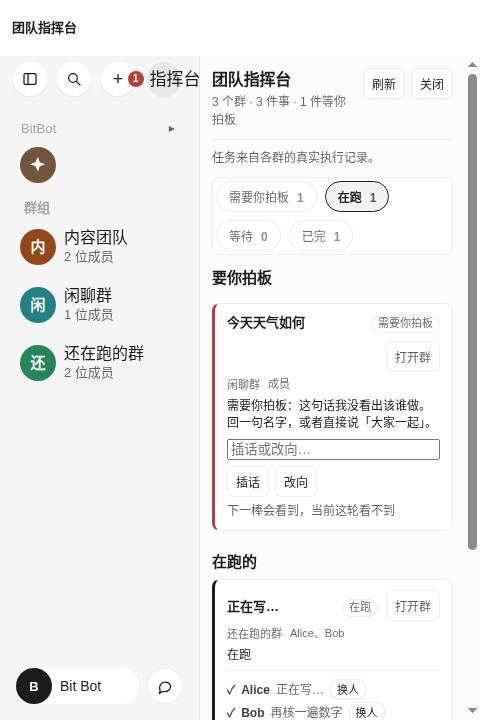 团队指挥台
+ 1 指挥台
BitBot ▸
群组
内 内容团队
2 位成员
闲 闲聊群
1 位成员
还 还在跑的群
2 位成员
B Bit Bot
团队指挥台
3 个群 · 3 件事 · 1 件等你
拍板
刷新 关闭
任务来自各群的真实执行记录。
需要你拍板 1 在跑 1
等待 0 已完 1
要你拍板
今天天气如何 需要你拍板
打开群
闲聊群 成员
需要你拍板：这句话我没看出该谁做。
回一句名字，或者直接说「大家一起」。
插话或改向…
插话 改向
下一棒会看到，当前这轮看不到
在跑的
正在写… 在跑 打开群
还在跑的群 Alice、Bob
在跑
✓ Alice 正在写… 换人
✓ Bob 再核一遍数字 换人